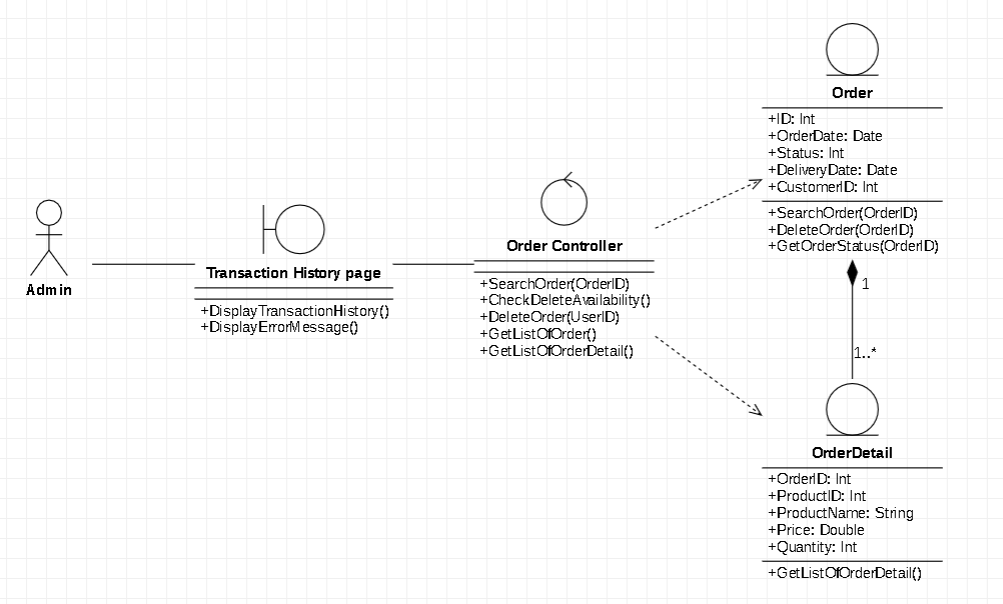 Admin
Transaction History page
+DisplayTransactionHistory()
+DisplayErrorMessage()
Order Controller
+SearchOrder(OrderID)
+CheckDeleteAvailability()
+DeleteOrder(UserID)
+GetListOfOrder()
+GetListOfOrderDetail()
Order
+ID: Int
+OrderDate: Date
+Status: Int
+DeliveryDate: Date
+CustomerID: Int
+SearchOrder(OrderID)
+DeleteOrder(OrderID)
+GetOrderStatus(OrderID)
1
1..*
OrderDetail
+OrderID: Int
+ProductID: Int
+ProductName: String
+Price: Double
+Quantity: Int
+GetListOfOrderDetail()